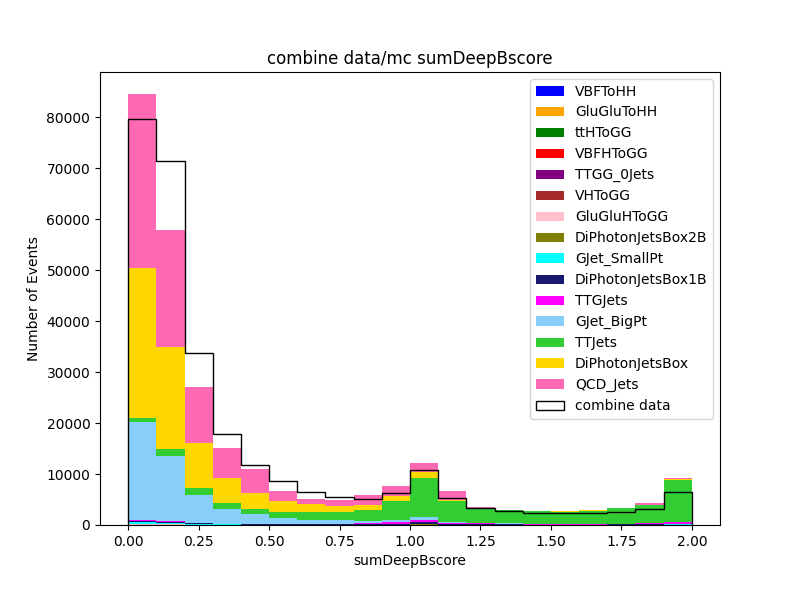 combine data/mc sumDeepBscore
Number of Events
80000
70000
60000
50000
40000
30000
20000
10000
0
0.00 0.25 0.50 0.75 1.00 1.25 1.50 1.75 2.00
sumDeepBscore
VBFToHH
GluGluToHH
ttHToGG
VBFHToGG
TTGG_0Jets
VHToGG
GluGluHToGG
DiPhotonJetsBox2B
GJet_SmallPt
DiPhotonJetsBox1B
TTGJets
GJet_BigPt
TTJets
DiPhotonJetsBox
QCD_Jets
combine data